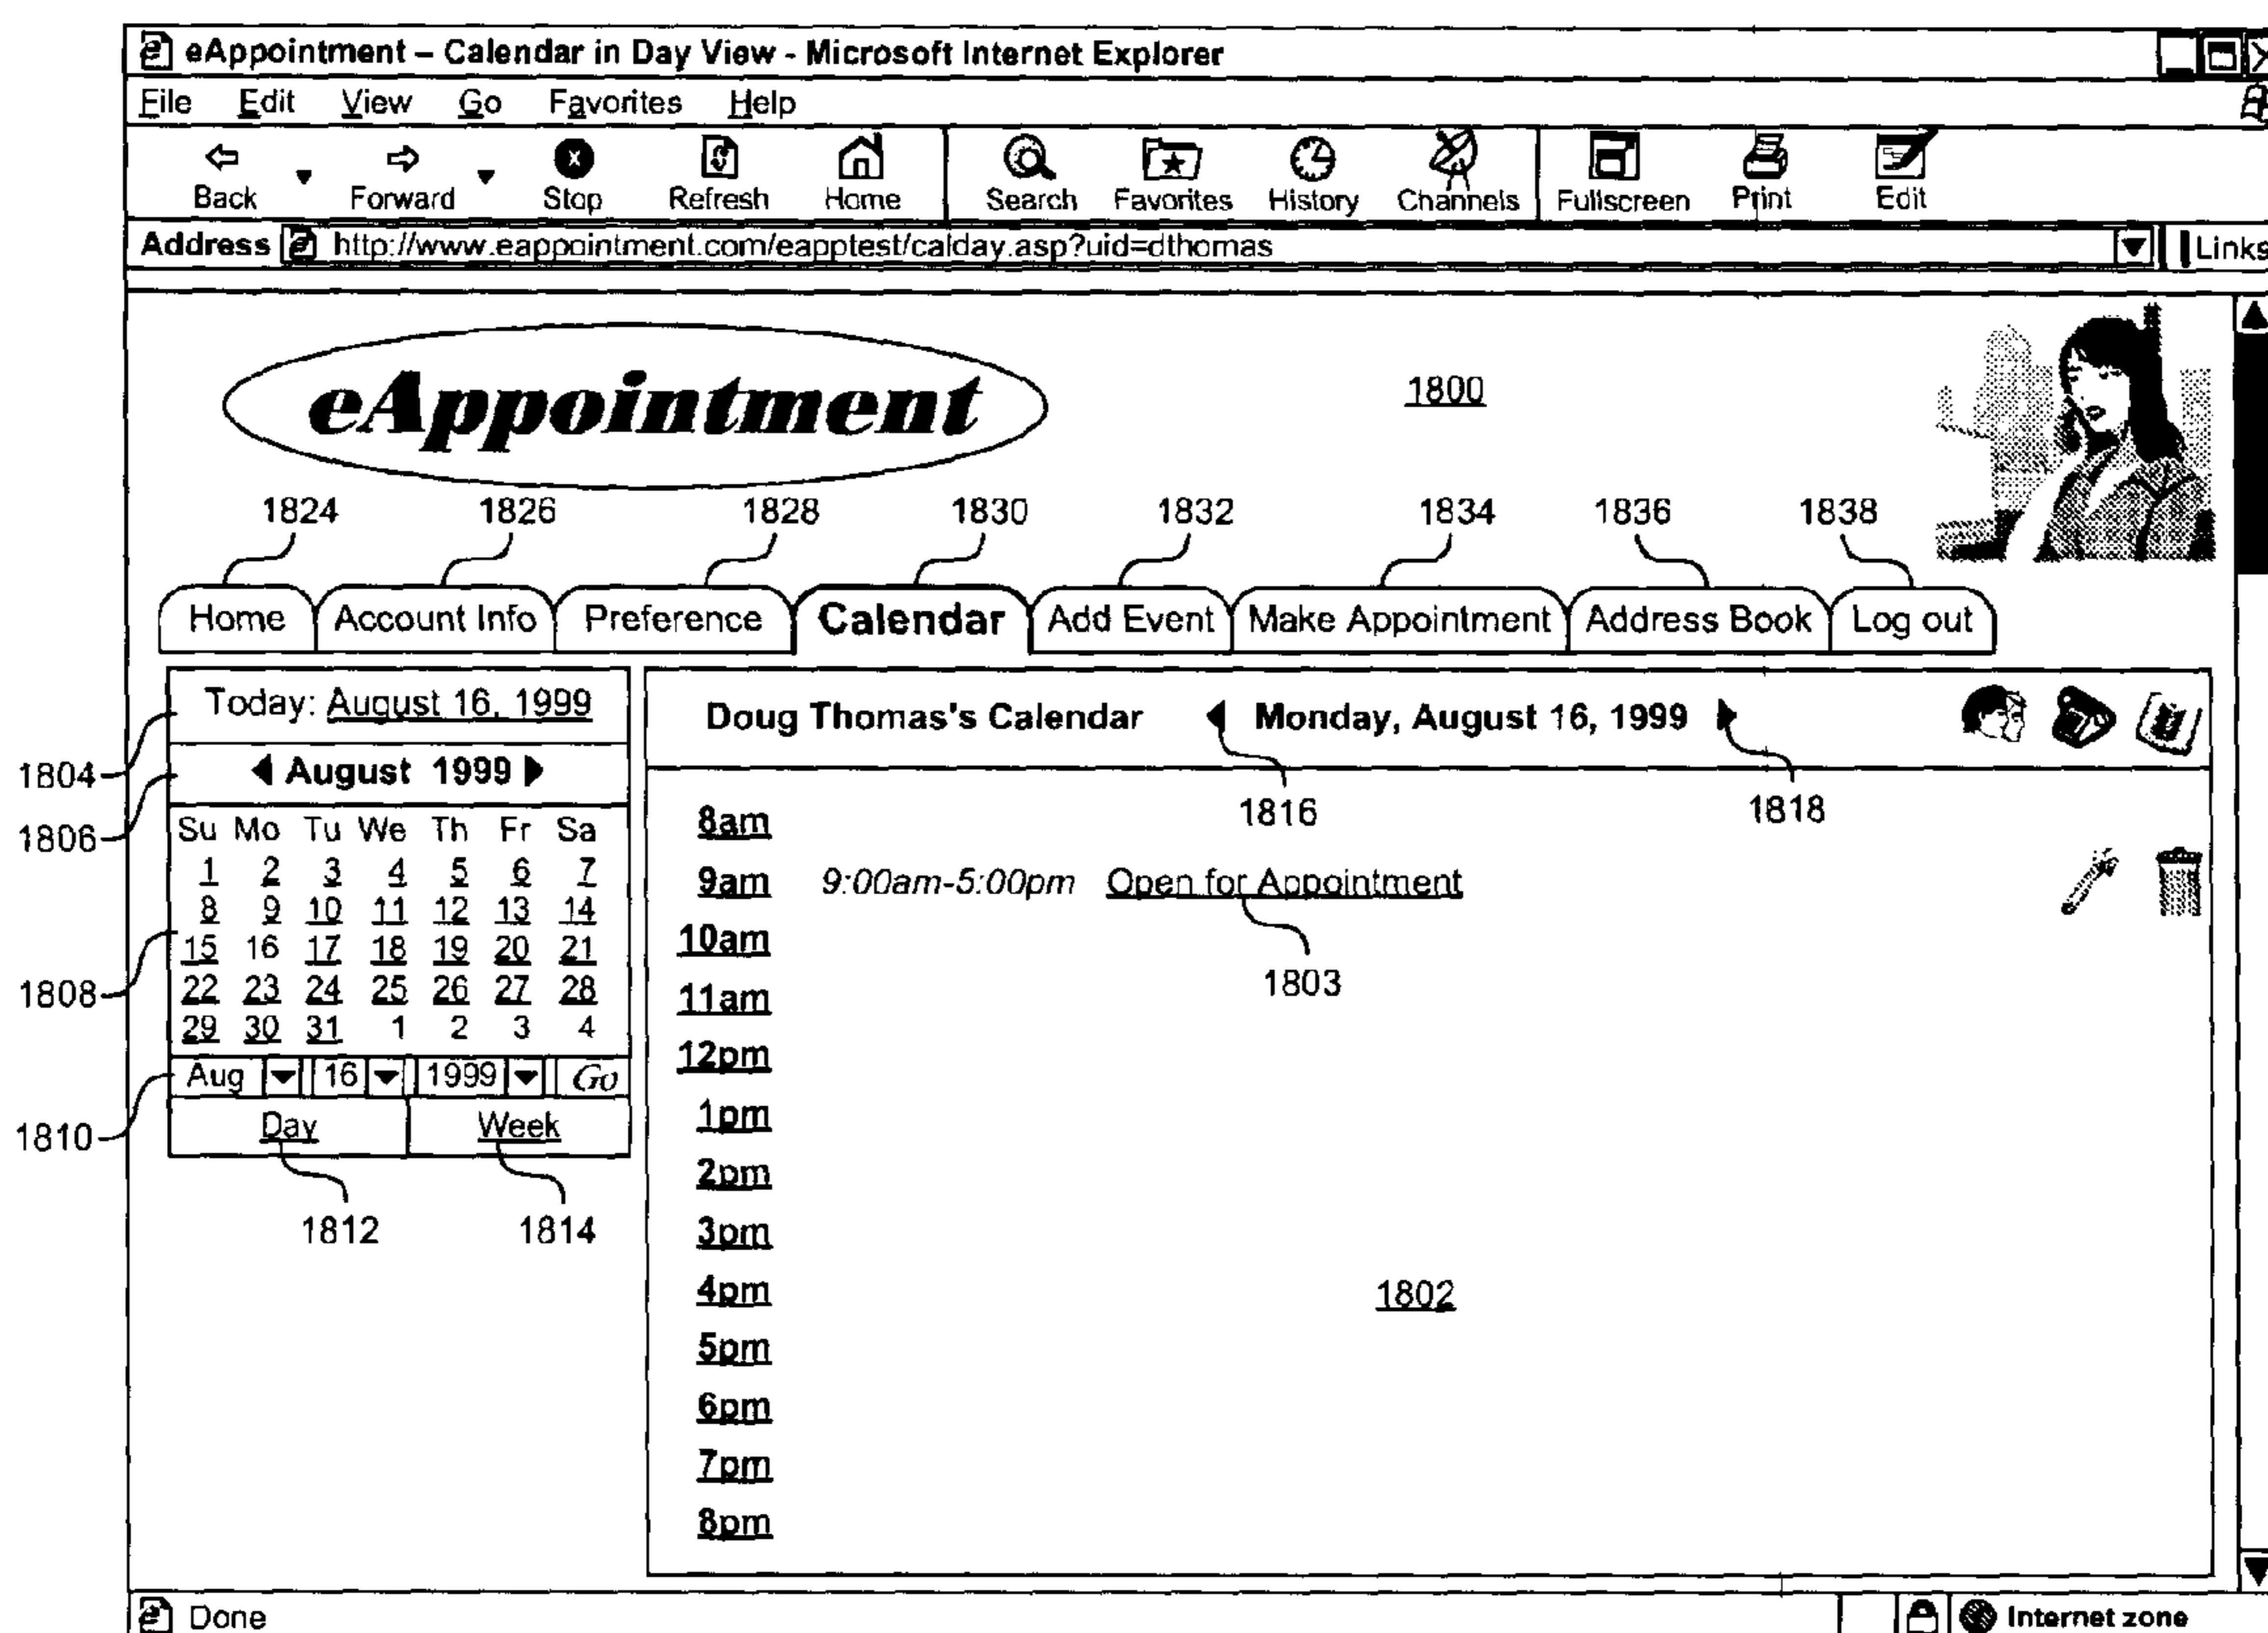 eAppointment – Calendar in Day View - Microsoft Internet Explorer
File Edit View Go Favorites Help
Back Forward Stop Refresh Home Search Favorites History Channels Fullscreen Print Edit
Address http://www.eappointment.com/eapptest/calday.asp?uid=dthomas Links
eAppointment
1800
1824 1826 1828 1830 1832 1834 1836 1838
Home Account Info Preference Calendar Add Event Make Appointment Address Book Log out
Today: August 16, 1999
1804
August 1999
1806
Su Mo Tu We Th Fr Sa
1 2 3 4 5 6 7
8 9 10 11 12 13 14
15 16 17 18 19 20 21
22 23 24 25 26 27 28
29 30 31 1 2 3 4
1808
Aug 16 1999 Go
1810
Day Week
1812 1814
Doug Thomas's Calendar Monday, August 16, 1999
1816 1818
8am
9am 9:00am-5:00pm Open for Appointment
1803
10am
11am
12pm
1pm
2pm
3pm
4pm
1802
5pm
6pm
7pm
8pm
Done Internet zone